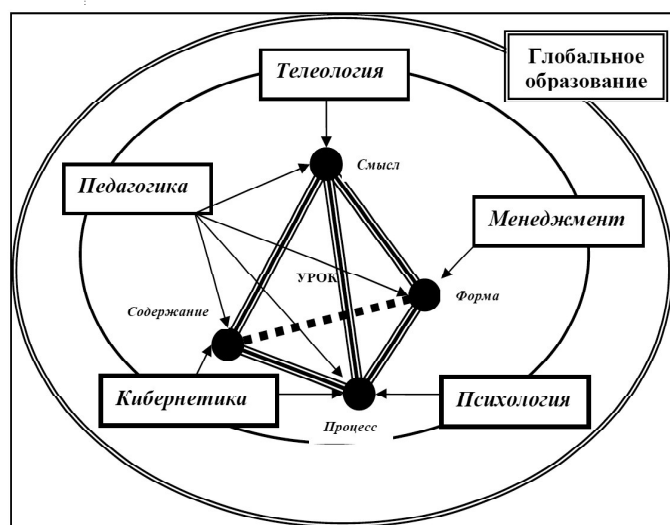 Глобальное
образование
Телеология
Смысл
Педагогика
Менеджмент
УРОК
Содержание
Форма
Кибернетика
Психология
Процесс